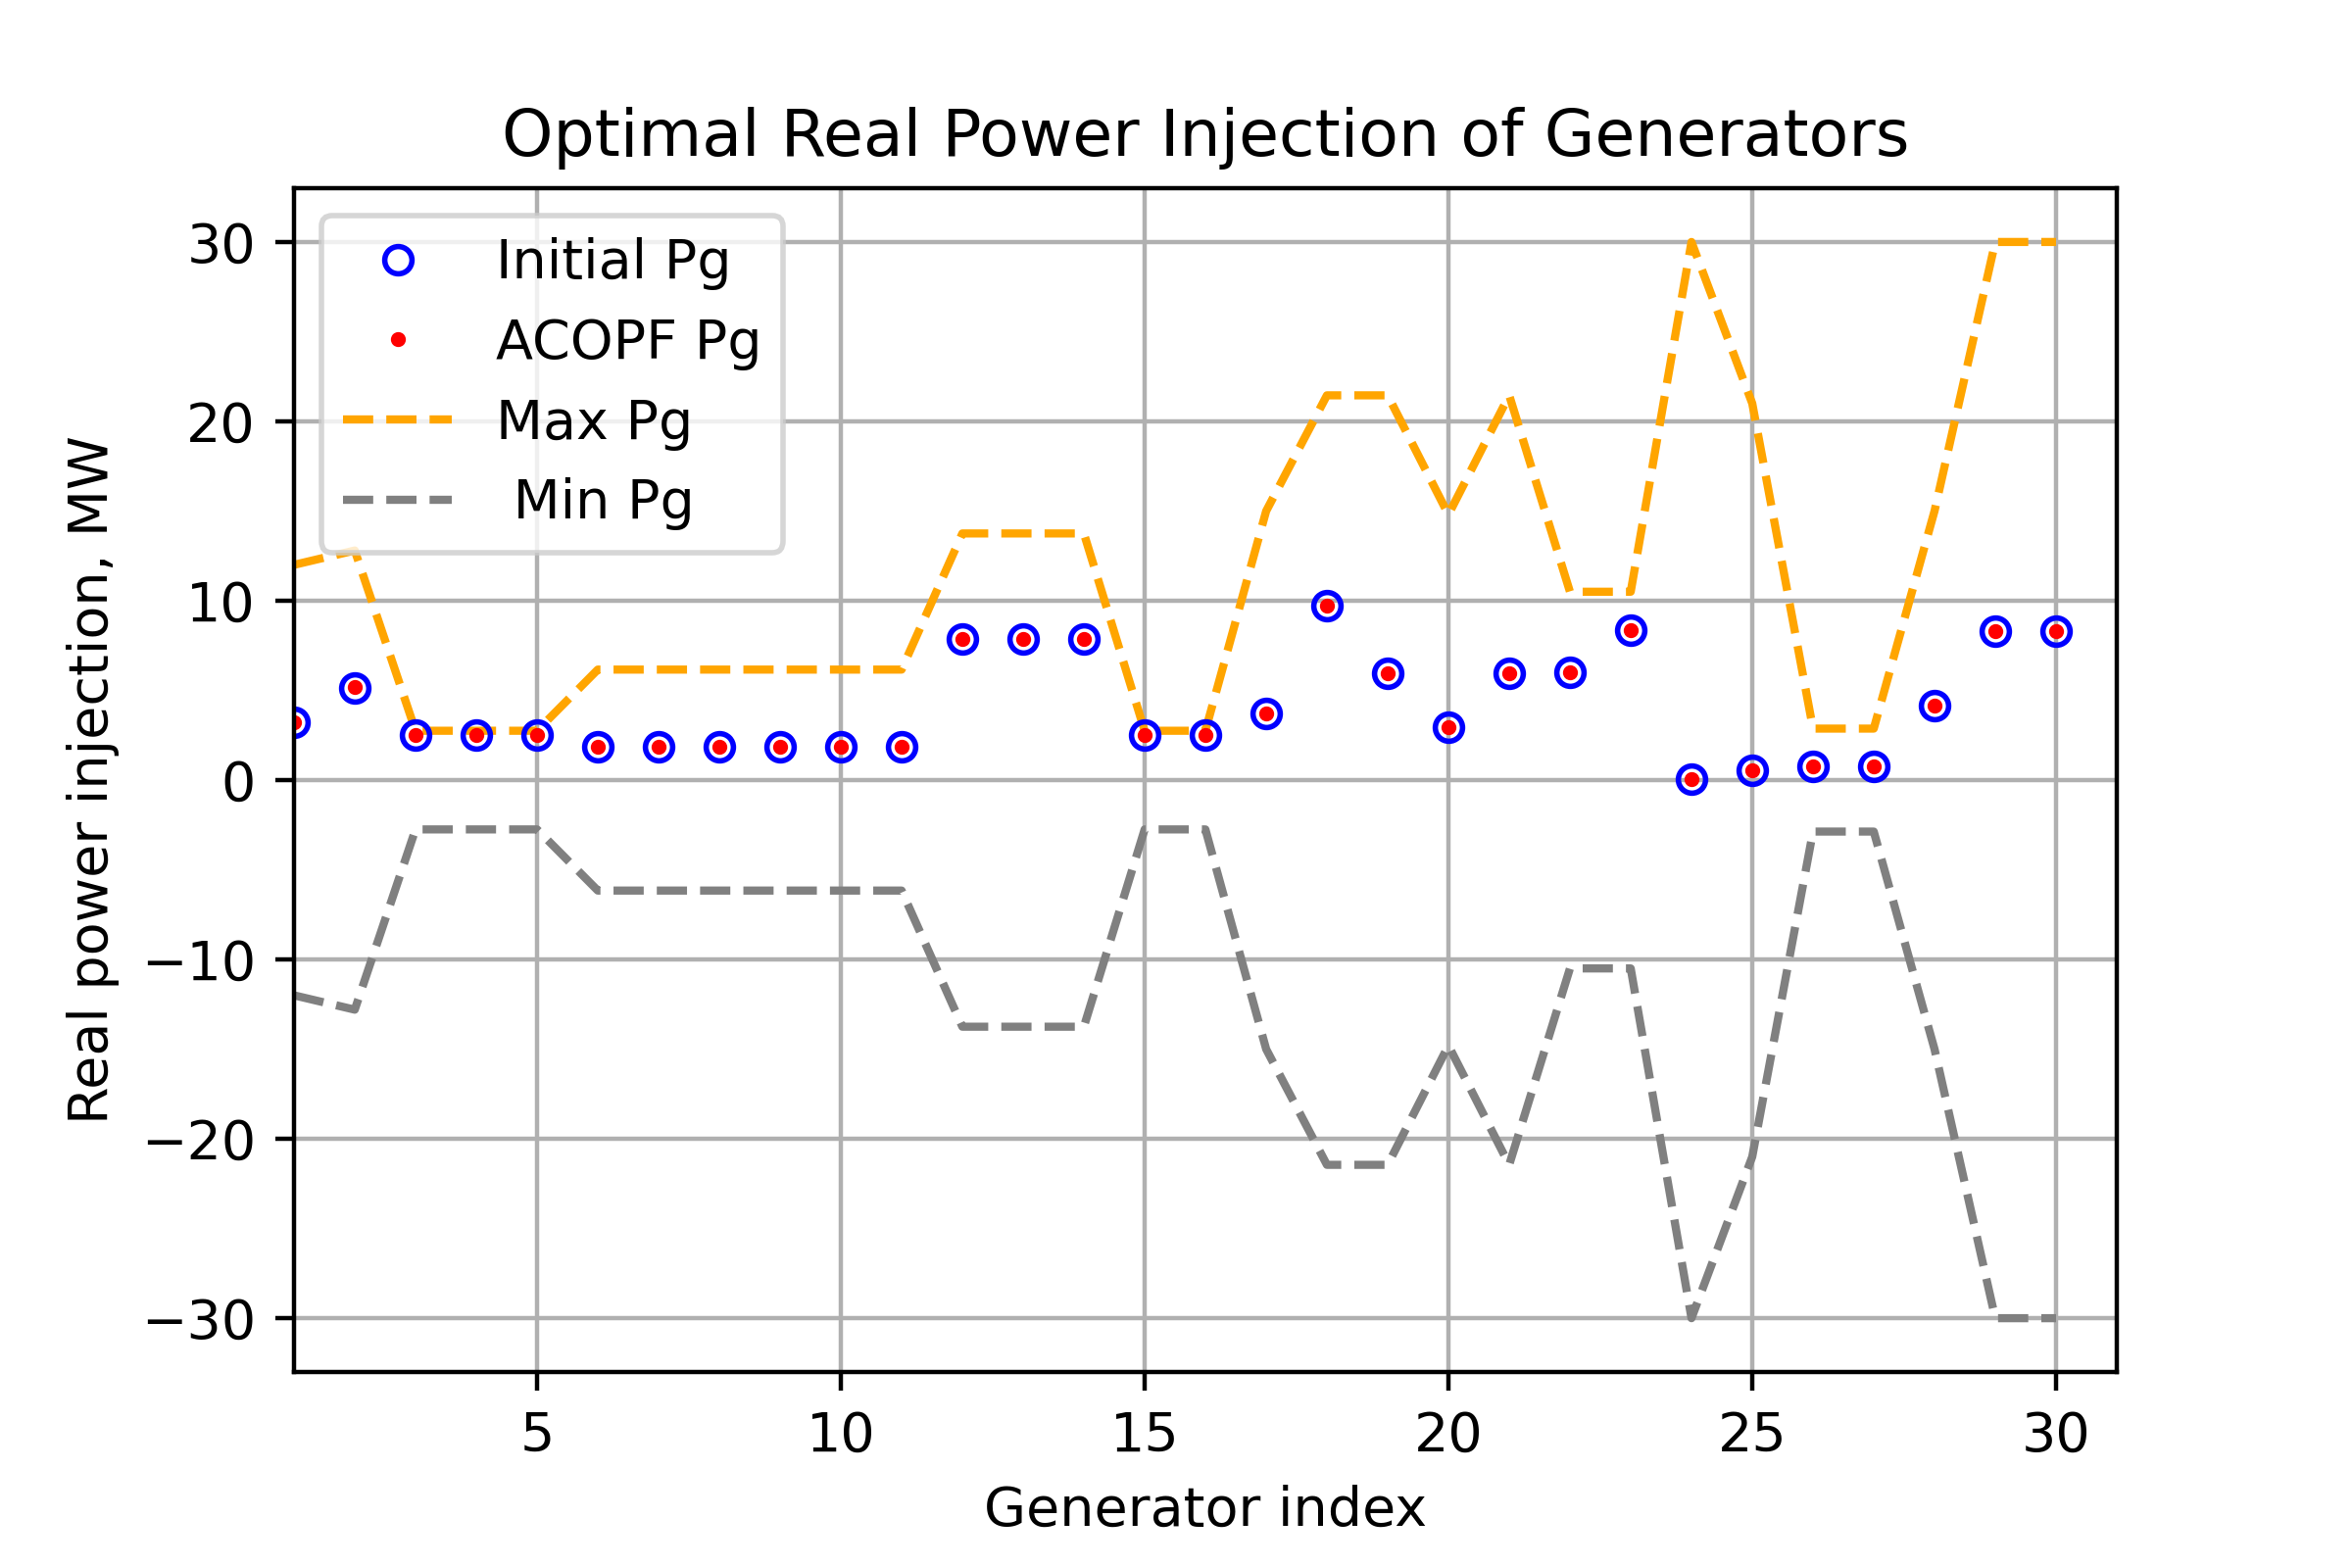 Optimal Real Power Injection of Generators
30
20
10
0
−10
−20
−30
Real power injection, MW
Initial Pg
ACOPF Pg
Max Pg
Min Pg
5 10 15 20 25 30
Generator index